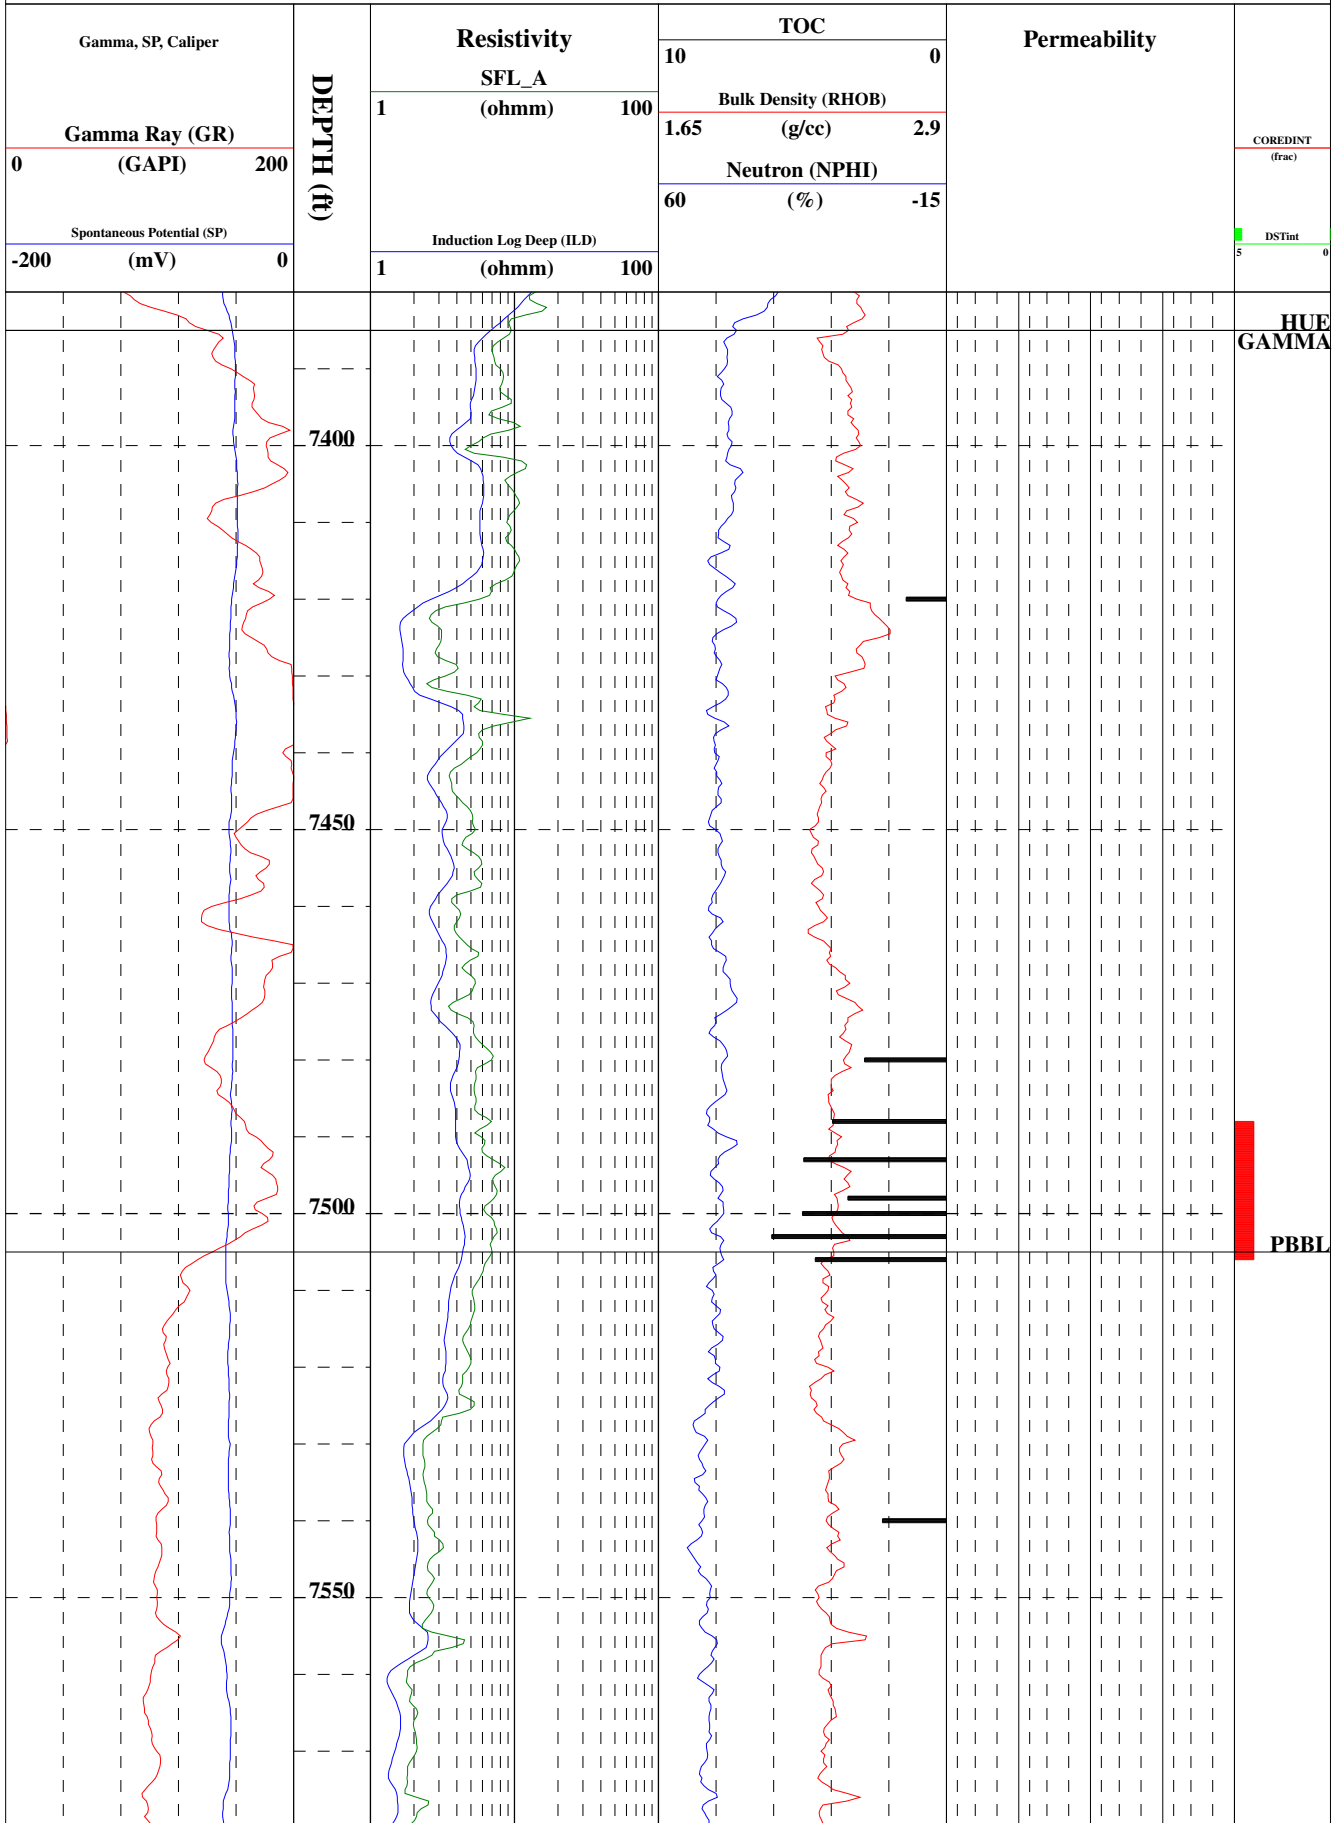 Gamma, SP, Caliper
Gamma Ray (GR)
0 (GAPI) 200
Spontaneous Potential (SP)
-200 (mV) 0
DEPTH (ft)
Resistivity
SFL_A
1 (ohmm) 100
Induction Log Deep (ILD)
1 (ohmm) 100
TOC
10 0
Bulk Density (RHOB)
1.65 (g/cc) 2.9
Neutron (NPHI)
60 (%) -15
Permeability
COREDINT
(frac)
DSTint
5 0
HUE
GAMMA
7400
7450
7500
PBBL
7550